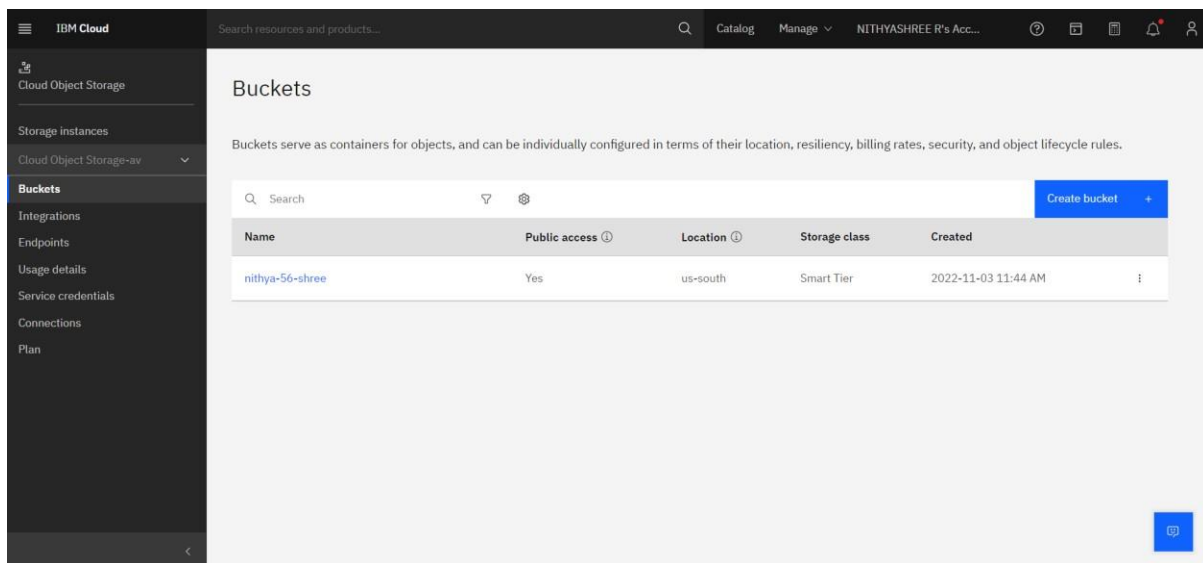 IBM Cloud
Search resources and products...
Catalog
Manage
NITHYASHREE R's Acc...
Cloud Object Storage
Storage instances
Cloud Object Storage-av
Buckets
Integrations
Endpoints
Usage details
Service credentials
Connections
Plan
Buckets
Buckets serve as containers for objects, and can be individually configured in terms of their location, resiliency, billing rates, security, and object lifecycle rules.
Search
Create bucket +
Name Public access Location Storage class Created
nithya-56-shree Yes us-south Smart Tier 2022-11-03 11:44 AM